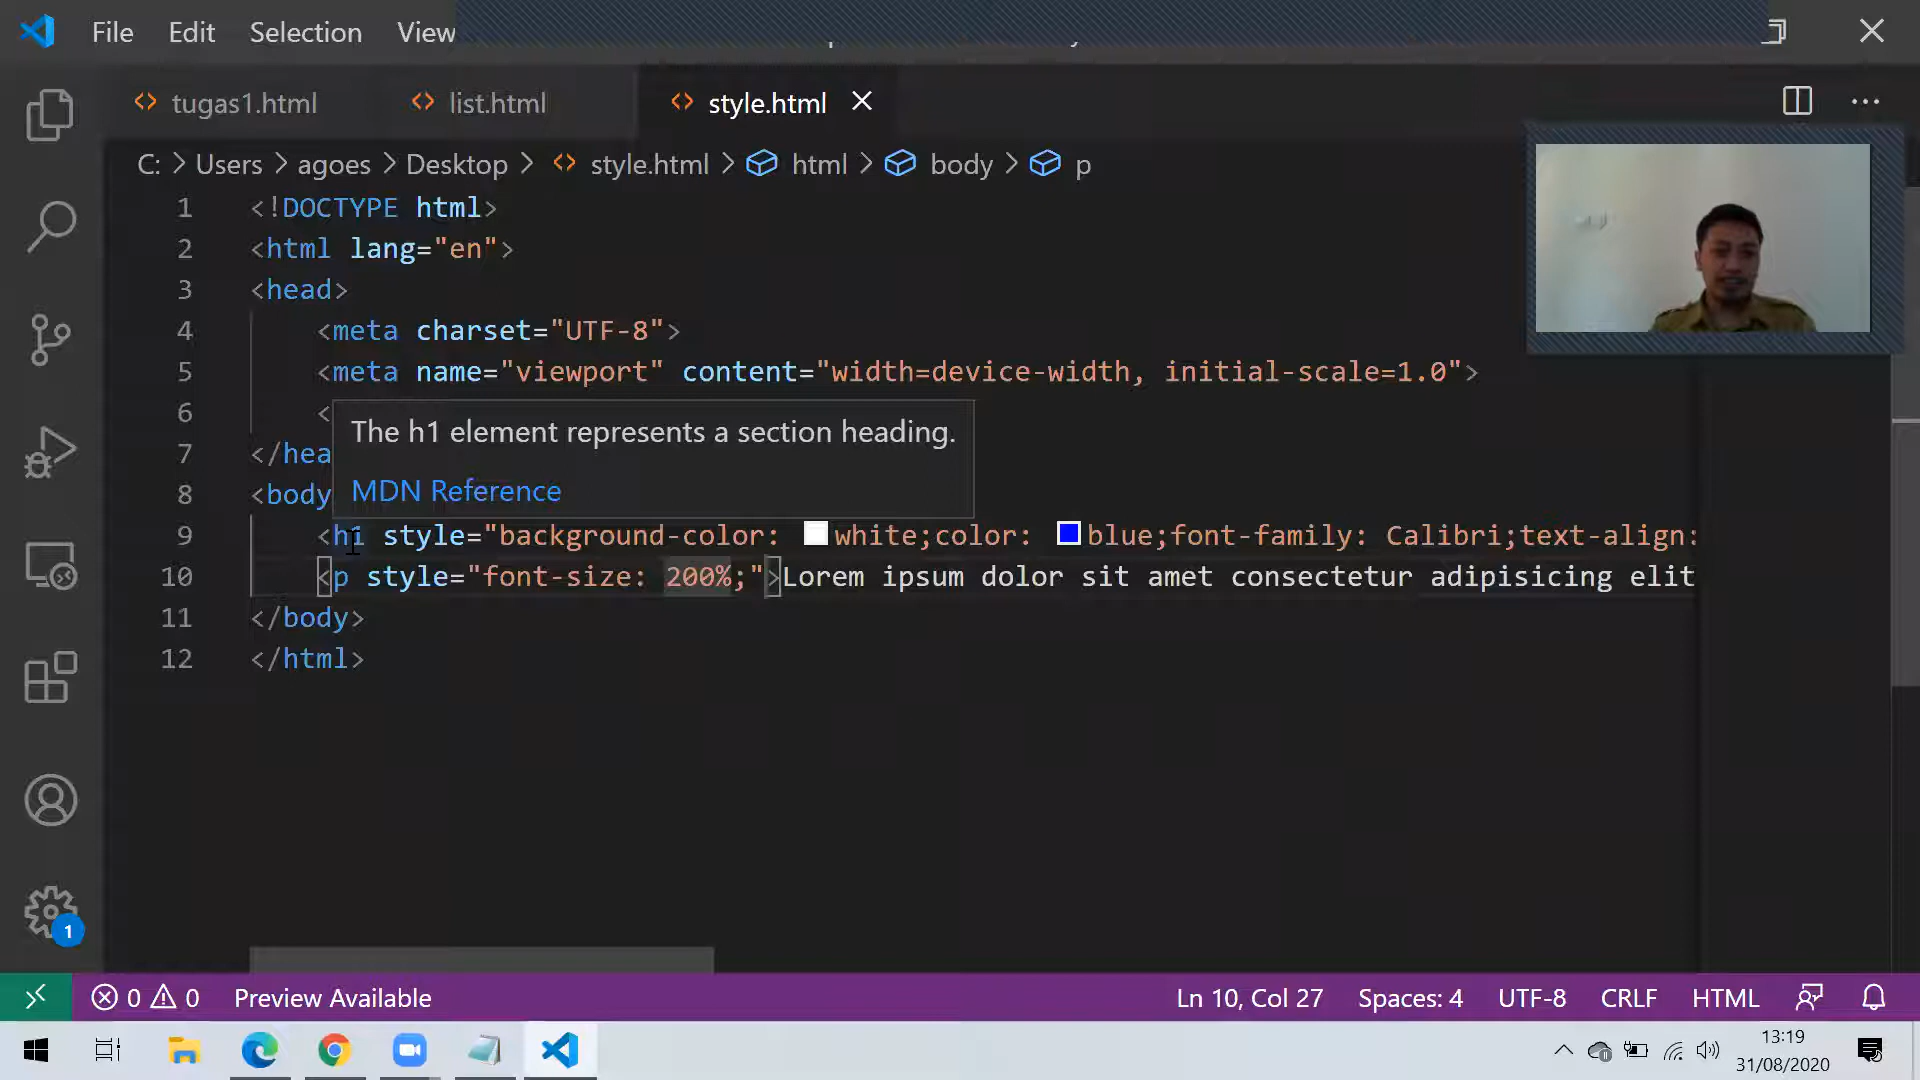 File Edit Selection View
tugas1.html list.html style.html
C: > Users > agoes > Desktop > style.html > html > body > p
1 <!DOCTYPE html>
2 <html lang="en">
3 <head>
4 <meta charset="UTF-8">
5 <meta name="viewport" content="width=device-width, initial-scale=1.0">
6 <
The h1 element represents a section heading.
7 </hea
MDN Reference
8 <body
9 <h1 style="background-color: white;color: blue;font-family: Calibri;text-align:
10 <p style="font-size: 200%;">Lorem ipsum dolor sit amet consectetur adipisicing elit
11 </body>
12 </html>
1
0 0 Preview Available Ln 10, Col 27 Spaces: 4 UTF-8 CRLF HTML
13:19
31/08/2020